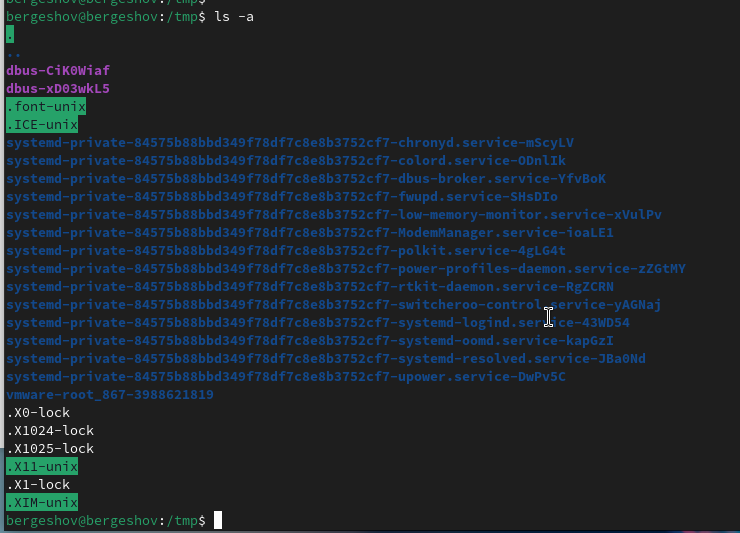 bergeshov@bergeshov:/tmp$
bergeshov@bergeshov:/tmp$ ls -a
.
..
dbus-CiK0Wiaf
dbus-xD03wkL5
.font-unix
.ICE-unix
systemd-private-84575b88bbd349f78df7c8e8b3752cf7-chronyd.service-mScyLV
systemd-private-84575b88bbd349f78df7c8e8b3752cf7-colord.service-ODnlIk
systemd-private-84575b88bbd349f78df7c8e8b3752cf7-dbus-broker.service-YfvBoK
systemd-private-84575b88bbd349f78df7c8e8b3752cf7-fwupd.service-SHsDIo
systemd-private-84575b88bbd349f78df7c8e8b3752cf7-low-memory-monitor.service-xVulPv
systemd-private-84575b88bbd349f78df7c8e8b3752cf7-ModemManager.service-ioaLE1
systemd-private-84575b88bbd349f78df7c8e8b3752cf7-polkit.service-4gLG4t
systemd-private-84575b88bbd349f78df7c8e8b3752cf7-power-profiles-daemon.service-zZGtMY
systemd-private-84575b88bbd349f78df7c8e8b3752cf7-rtkit-daemon.service-RgZCRN
systemd-private-84575b88bbd349f78df7c8e8b3752cf7-switcheroo-control.service-yAGNaj
systemd-private-84575b88bbd349f78df7c8e8b3752cf7-systemd-logind.service-43WD54
systemd-private-84575b88bbd349f78df7c8e8b3752cf7-systemd-oomd.service-kapGzI
systemd-private-84575b88bbd349f78df7c8e8b3752cf7-systemd-resolved.service-JBa0Nd
systemd-private-84575b88bbd349f78df7c8e8b3752cf7-upower.service-DwPv5C
vmware-root_867-3988621819
.X0-lock
.X1024-lock
.X1025-lock
.X11-unix
.X1-lock
.XIM-unix
bergeshov@bergeshov:/tmp$